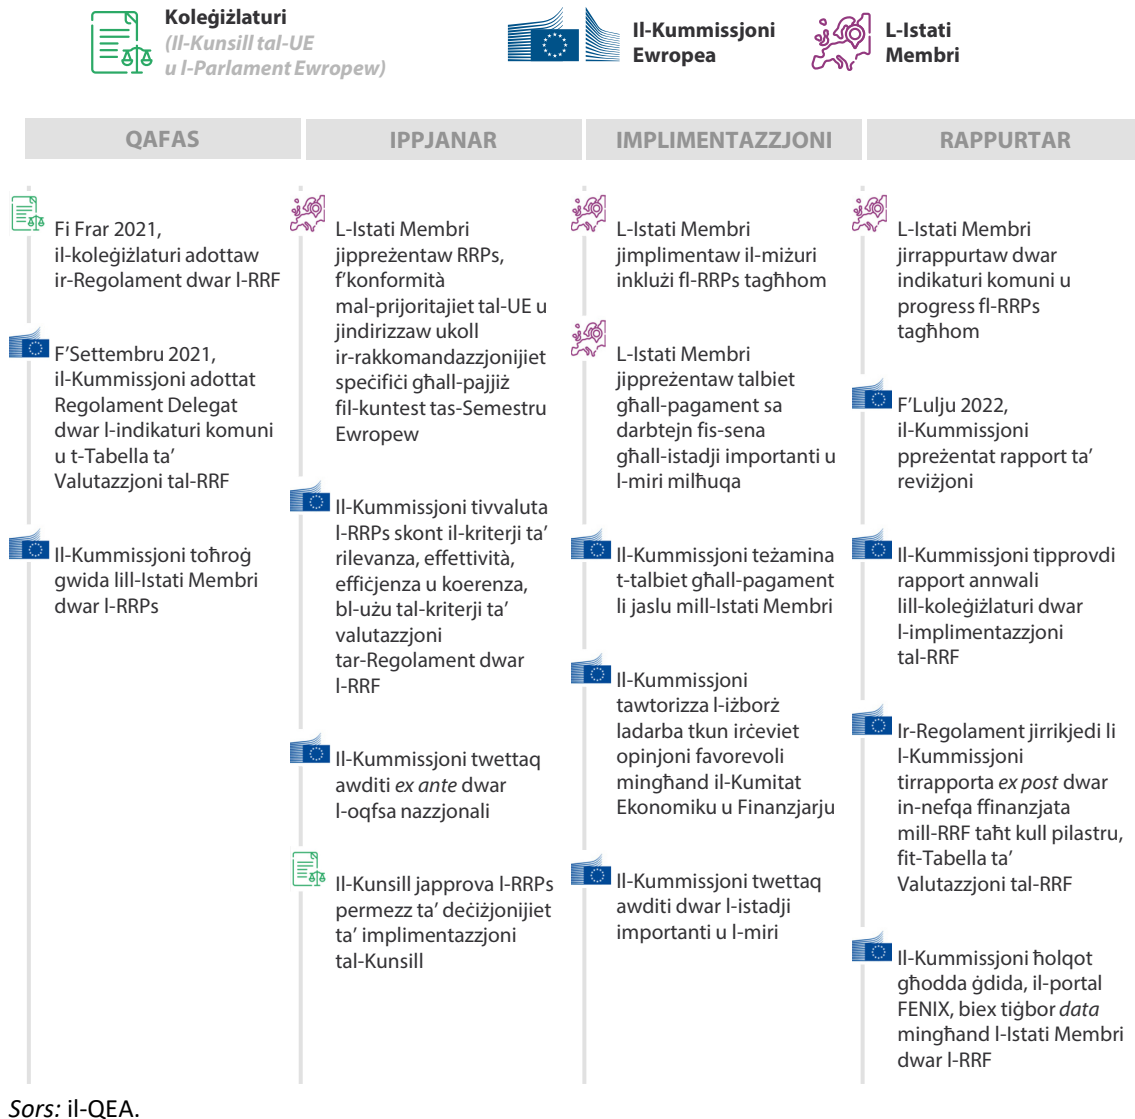 Koleġiżlaturi
(Il-Kunsill tal-UE
u l-Parlament Ewropew)
Il-Kummissjoni
Ewropea
L-Istati
Membri
QAFAS
Fi Frar 2021,
il-koleġiżlaturi adottaw
ir-Regolament dwar l-RRF
F'Settembru 2021,
il-Kummissjoni adottat
Regolament Delegat
dwar l-indikaturi komuni
u t-Tabella ta'
Valutazzjoni tal-RRF
Il-Kummissjoni toħroġ
gwida lill-Istati Membri
dwar l-RRPs
IPPJANAR
L-Istati Membri
jippreżentaw RRPs,
f'konformità
mal-prijoritajiet tal-UE u
jindirizzaw ukoll
ir-rakkomandazzjonijiet
speċifiċi għall-pajjiż
fil-kuntest tas-Semestru
Ewropew
Il-Kummissjoni tivvaluta
l-RRPs skont il-kriterji ta'
rilevanza, effettività,
effiċjenza u koerenza,
bl-użu tal-kriterji ta'
valutazzjoni
tar-Regolament dwar
l-RRF
Il-Kummissjoni twettaq
awditi ex ante dwar
l-oqfsa nazzjonali
Il-Kunsill japprova l-RRPs
permezz ta' deċiżjonijiet
ta' implimentazzjoni
tal-Kunsill
IMPLIMENTAZZJONI
L-Istati Membri
jimplimentaw il-miżuri
inklużi fl-RRPs tagħhom
L-Istati Membri
jippreżentaw talbiet
għall-pagament sa
darbtejn fis-sena
għall-istadji importanti u
l-miri milħuqa
Il-Kummissjoni teżamina
t-talbiet għall-pagament
li jaslu mill-Istati Membri
Il-Kummissjoni
tawtorizza l-iżborż
ladarba tkun irċeviet
opinjoni favorevoli
mingħand il-Kumitat
Ekonomiku u Finanzjarju
Il-Kummissjoni twettaq
awditi dwar l-istadji
importanti u l-miri
RAPPURTAR
L-Istati Membri
jirrappurtaw dwar
indikaturi komuni u
progress fl-RRPs
tagħhom
F'Lulju 2022,
il-Kummissjoni
ppreżentat rapport ta'
reviżjoni
Il-Kummissjoni tipprovdi
rapport annwali
lill-koleġiżlaturi dwar
l-implimentazzjoni
tal-RRF
Ir-Regolament jirrikjedi li
l-Kummissjoni
tirrapporta ex post dwar
in-nefqa ffinanzjata
mill-RRF taħt kull pilastru,
fit-Tabella ta'
Valutazzjoni tal-RRF
Il-Kummissjoni ħolqot
għodda ġdida, il-portal
FENIX, biex tiġbor data
mingħand l-Istati Membri
dwar l-RRF
Sors: il-QEA.